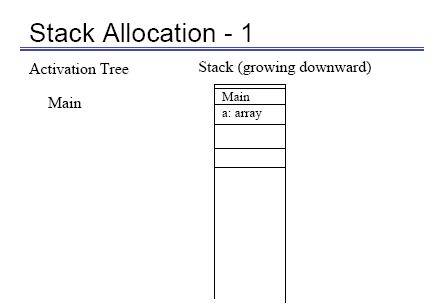 Stack Allocation - 1
Activation Tree
Stack (growing downward)
Main
Main
a: array